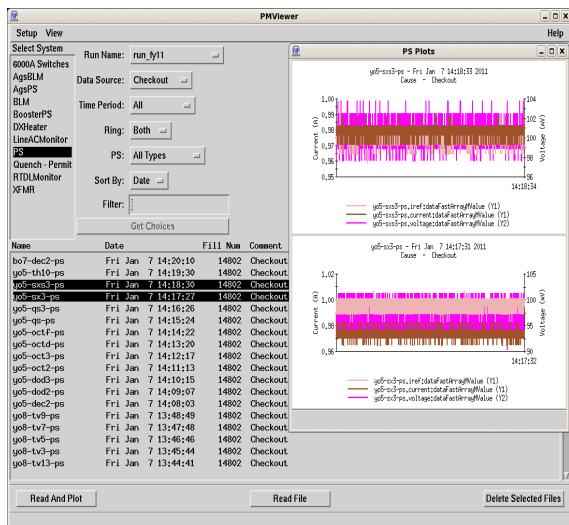 PMViewer
Setup View Help
Select System
6000A Switches
AgsBLM
AgsPS
BLM
BoosterPS
DXHeater
LineACMonitor
PS
Quench - Permit
RTDLMonitor
XFMR
Run Name: run_fy11
Data Source: Checkout
Time Period: All
Ring: Both
PS: All Types
Sort By: Date
Filter:
Get Choices
Name Date Fill Num Comment
bo7-dec2-ps Fri Jan 7 14:20:10 14802 Checkout
yo5-th10-ps Fri Jan 7 14:19:30 14802 Checkout
yo5-sxs3-ps Fri Jan 7 14:18:30 14802 Checkout
yo5-sx3-ps Fri Jan 7 14:17:27 14802 Checkout
yo5-qs3-ps Fri Jan 7 14:16:26 14802 Checkout
yo5-qs-ps Fri Jan 7 14:15:24 14802 Checkout
yo5-octf-ps Fri Jan 7 14:14:22 14802 Checkout
yo5-octd-ps Fri Jan 7 14:13:20 14802 Checkout
yo5-oct3-ps Fri Jan 7 14:12:17 14802 Checkout
yo5-oct2-ps Fri Jan 7 14:11:13 14802 Checkout
yo5-dod3-ps Fri Jan 7 14:10:15 14802 Checkout
yo5-dod2-ps Fri Jan 7 14:09:07 14802 Checkout
yo5-dec2-ps Fri Jan 7 14:08:03 14802 Checkout
yo8-tv9-ps Fri Jan 7 13:48:49 14802 Checkout
yo8-tv7-ps Fri Jan 7 13:47:48 14802 Checkout
yo8-tv5-ps Fri Jan 7 13:46:46 14802 Checkout
yo8-tv3-ps Fri Jan 7 13:45:44 14802 Checkout
yo8-tv13-ps Fri Jan 7 13:44:41 14802 Checkout
Read And Plot
Read File
Delete Selected Files
PS Plots
yo5-sxs3-ps - Fri Jan 7 14:18:33 2011
Cause - Checkout
1.00
0.99
0.98
0.97
0.96
0.95
Current (A)
104
102
100
98
96
Voltage (mV)
14:18:34
yo5-sxs3-ps.iref:dataFastArrayMValue (Y1)
yo5-sxs3-ps.current:dataFastArrayMValue (Y1)
yo5-sxs3-ps.voltage:dataFastArrayMValue (Y2)
yo5-sx3-ps - Fri Jan 7 14:17:31 2011
Cause - Checkout
1.02
1.00
0.98
0.96
Current (A)
105
100
95
90
Voltage (mV)
14:17:32
yo5-sx3-ps.iref:dataFastArrayMValue (Y1)
yo5-sx3-ps.current:dataFastArrayMValue (Y1)
yo5-sx3-ps.voltage:dataFastArrayMValue (Y2)